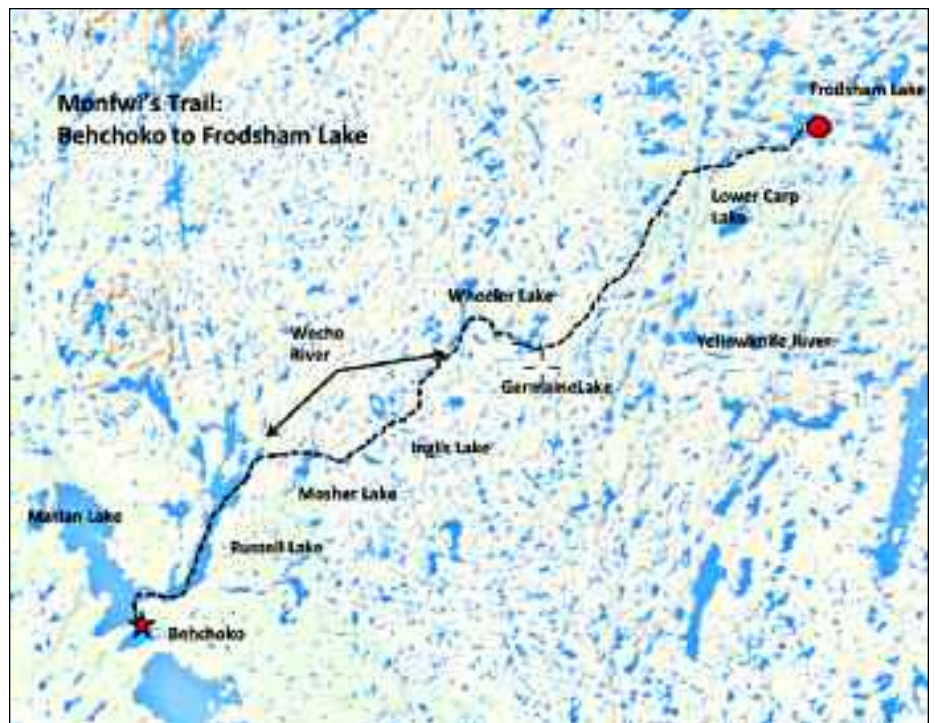 Monfwi's Trail:
Behchoko to Frodsham Lake
Frodsham Lake
Lower Carp
Lake
Wheeler Lake
Wecho
River
Yellowknife River
GermaineLake
Inglis Lake
Mosher Lake
Marian Lake
Russell Lake
Behchoko